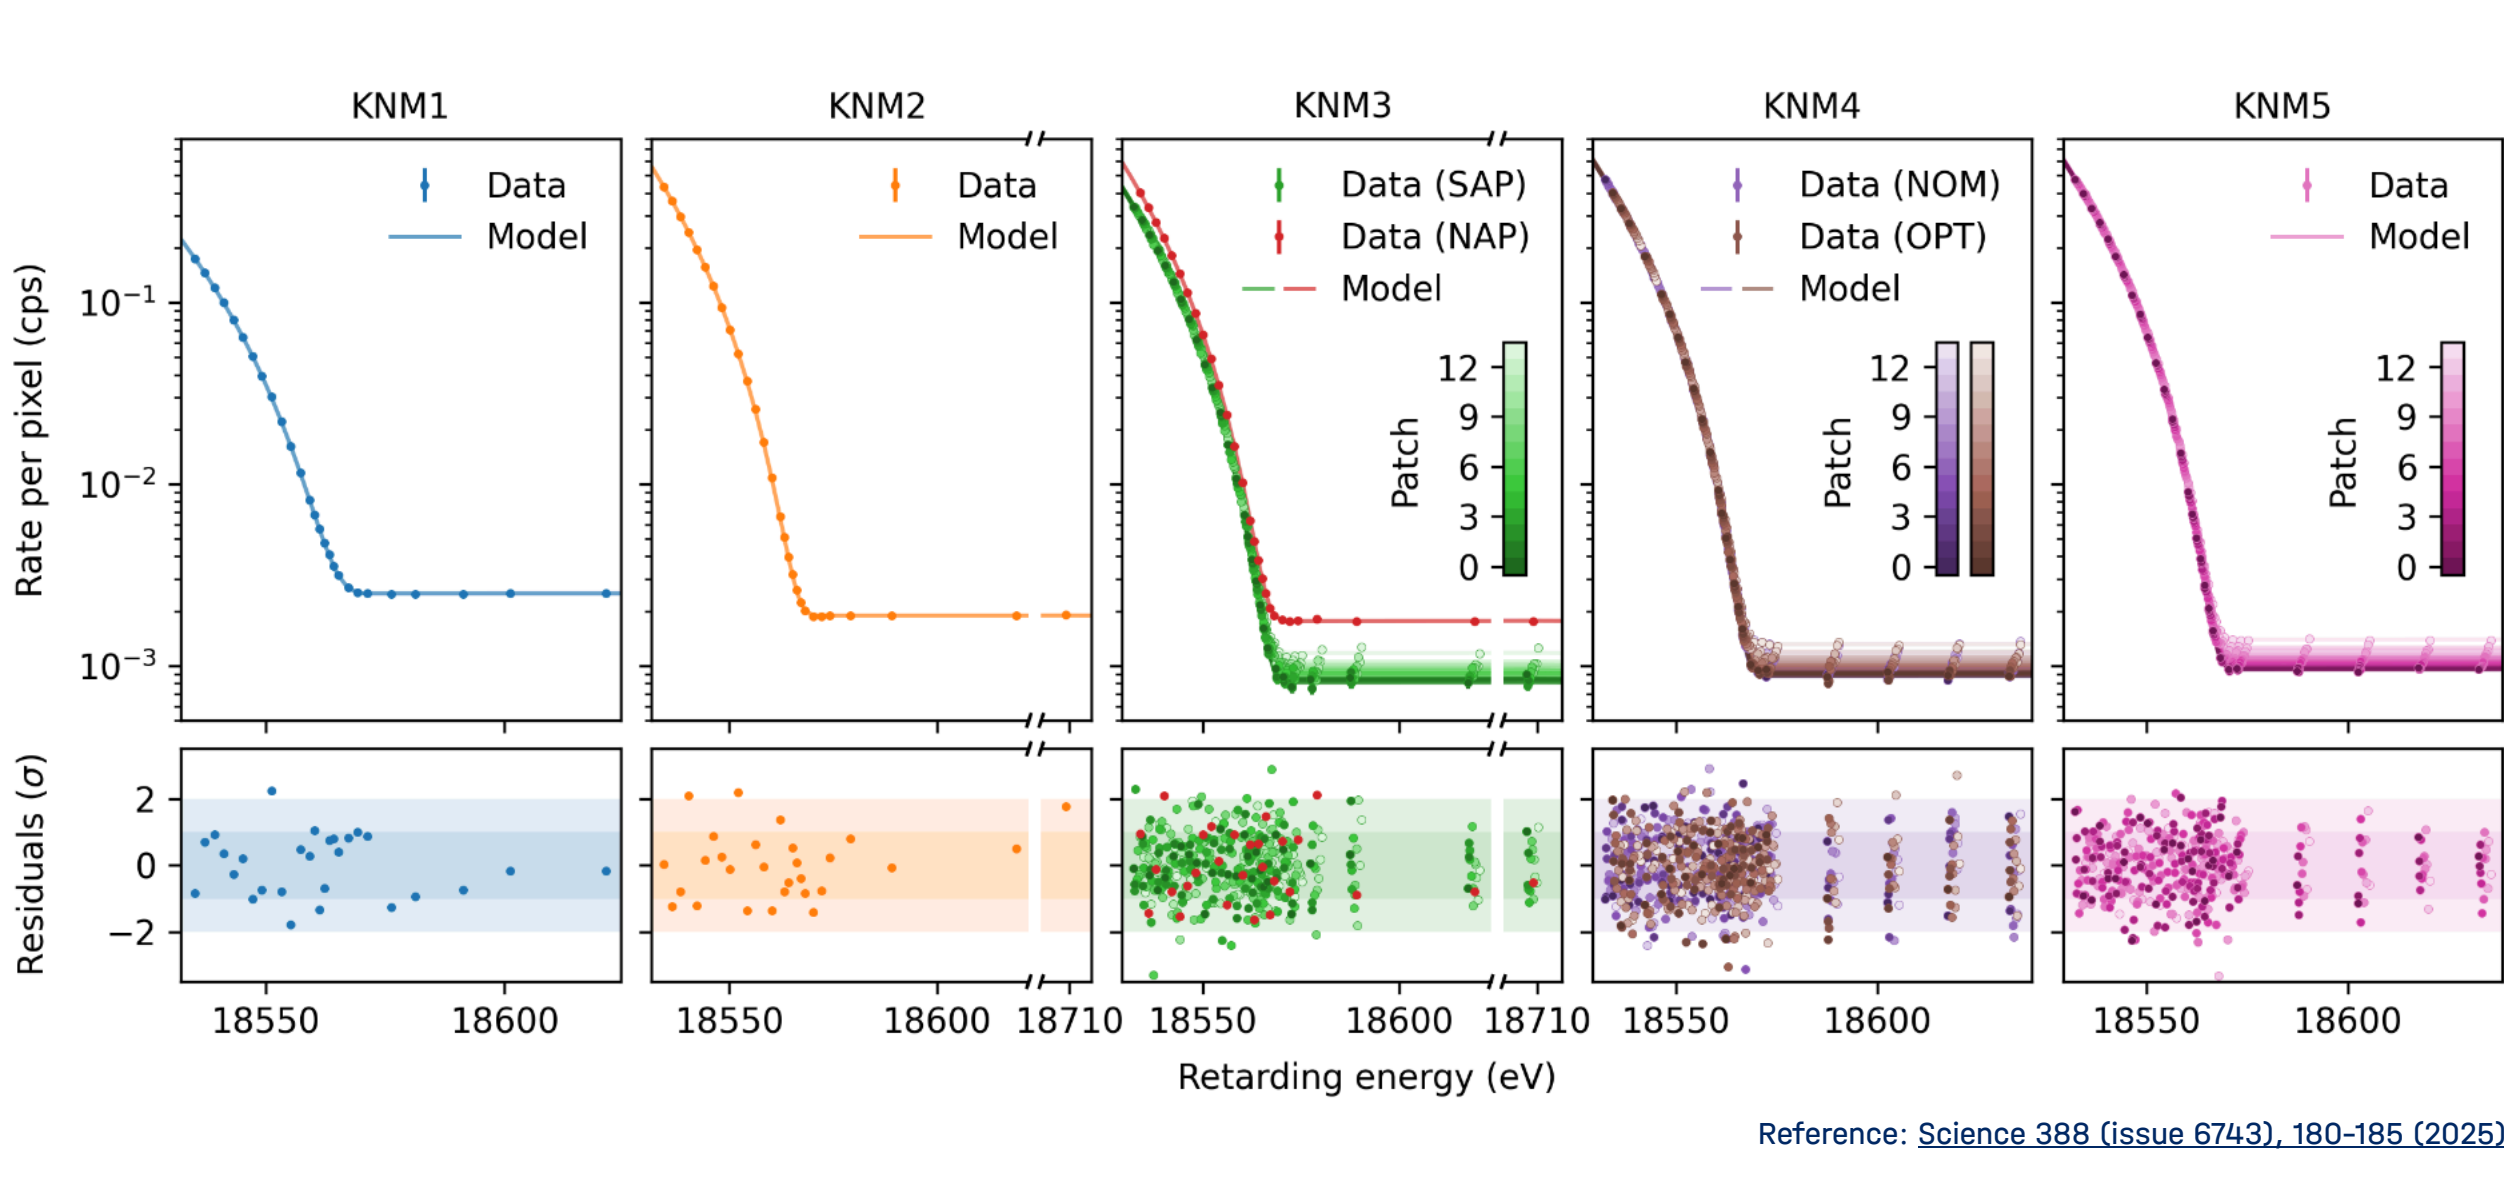 KNM1
KNM2
KNM3
KNM4
KNM5
Rate per pixel (cps)
10⁻¹
10⁻²
10⁻³
Data
Model
Data
Model
Data (SAP)
Data (NAP)
Model
Patch
12
9
6
3
0
Data (NOM)
Data (OPT)
Model
Patch
12
9
6
3
0
Data
Model
Patch
12
9
6
3
0
Residuals (σ)
2
0
−2
18550 18600
18550 18600 18710
18550 18600 18710
18550 18600
18550 18600
Retarding energy (eV)
Reference: Science 388 (issue 6743), 180-185 (2025)